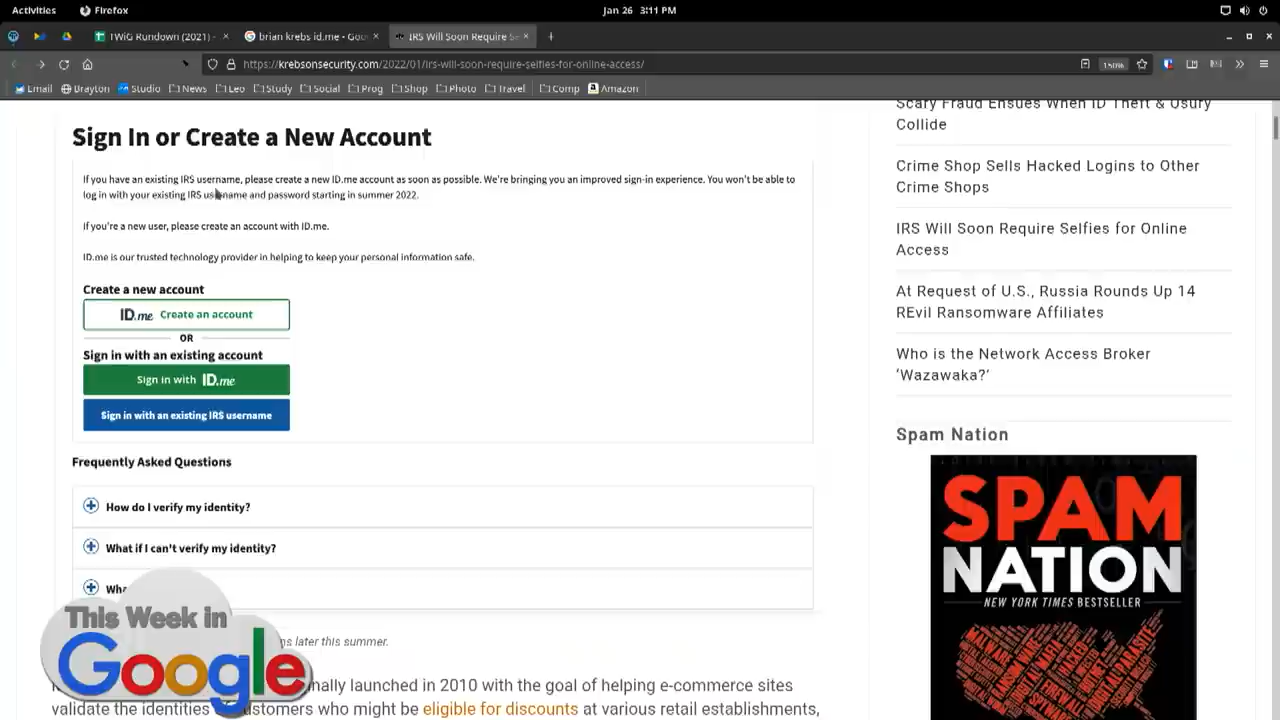 Activities
Firefox
Jan 26 3:11 PM
TWiG Rundown (2021) -
brian krebs id.me - Goo
IRS Will Soon Require Se
https://krebsonsecurity.com/2022/01/irs-will-soon-require-selfies-for-online-access/
150%
Email
Brayton
Studio
News
Leo
Study
Social
Prog
Shop
Photo
Travel
Comp
Amazon
Sign In or Create a New Account
If you have an existing IRS username, please create a new ID.me account as soon as possible. We're bringing you an improved sign-in experience. You won't be able to
log in with your existing IRS username and password starting in summer 2022.
If you're a new user, please create an account with ID.me.
ID.me is our trusted technology provider in helping to keep your personal information safe.
Create a new account
ID.me Create an account
OR
Sign in with an existing account
Sign in with ID.me
Sign in with an existing IRS username
Frequently Asked Questions
How do I verify my identity?
What if I can't verify my identity?
Wha
ns later this summer.
nally launched in 2010 with the goal of helping e-commerce sites
validate the identities of customers who might be eligible for discounts at various retail establishments,
This Week in
Google
Scary Fraud Ensues When ID Theft & Usury
Collide
Crime Shop Sells Hacked Logins to Other
Crime Shops
IRS Will Soon Require Selfies for Online
Access
At Request of U.S., Russia Rounds Up 14
REvil Ransomware Affiliates
Who is the Network Access Broker
'Wazawaka?'
Spam Nation
SPAM
NATION
NEW YORK TIMES BESTSELLER
MALWARE